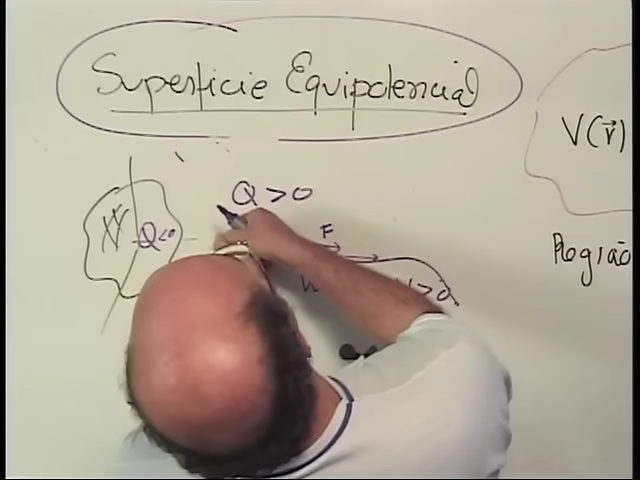 Superficie Equipotencial
V(r⃗)
Q > 0
Q<0
F
Região